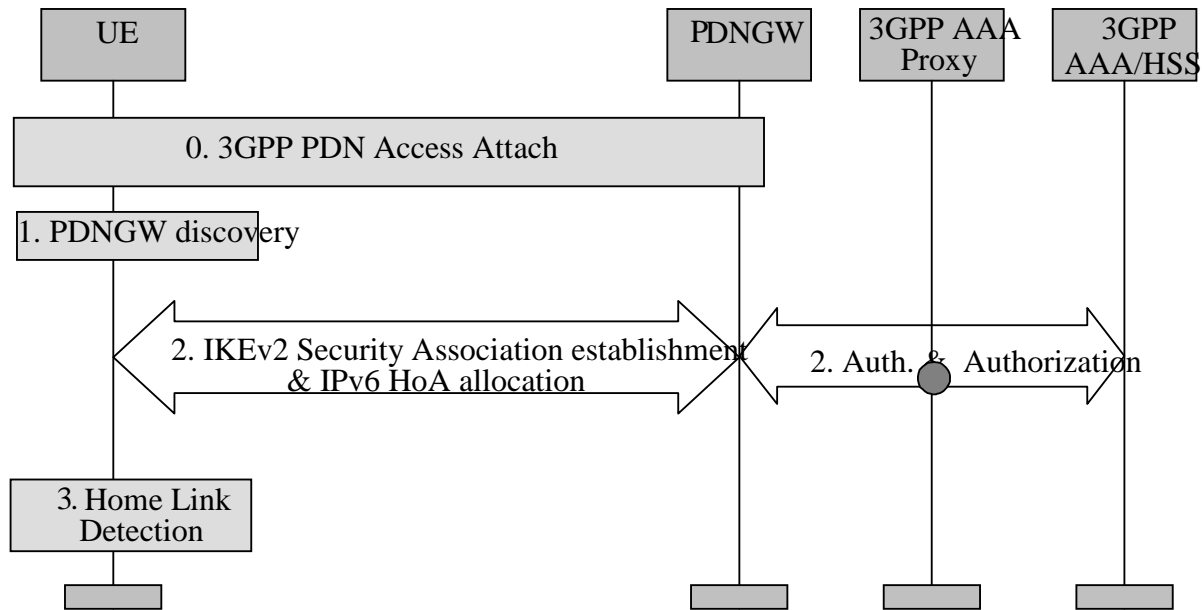 UE
PDNGW
3GPP AAA
Proxy
3GPP
AAA/HSS
0. 3GPP PDN Access Attach
1. PDNGW discovery
2. IKEv2 Security Association establishment
& IPv6 HoA allocation
2. Auth. & Authorization
3. Home Link
Detection